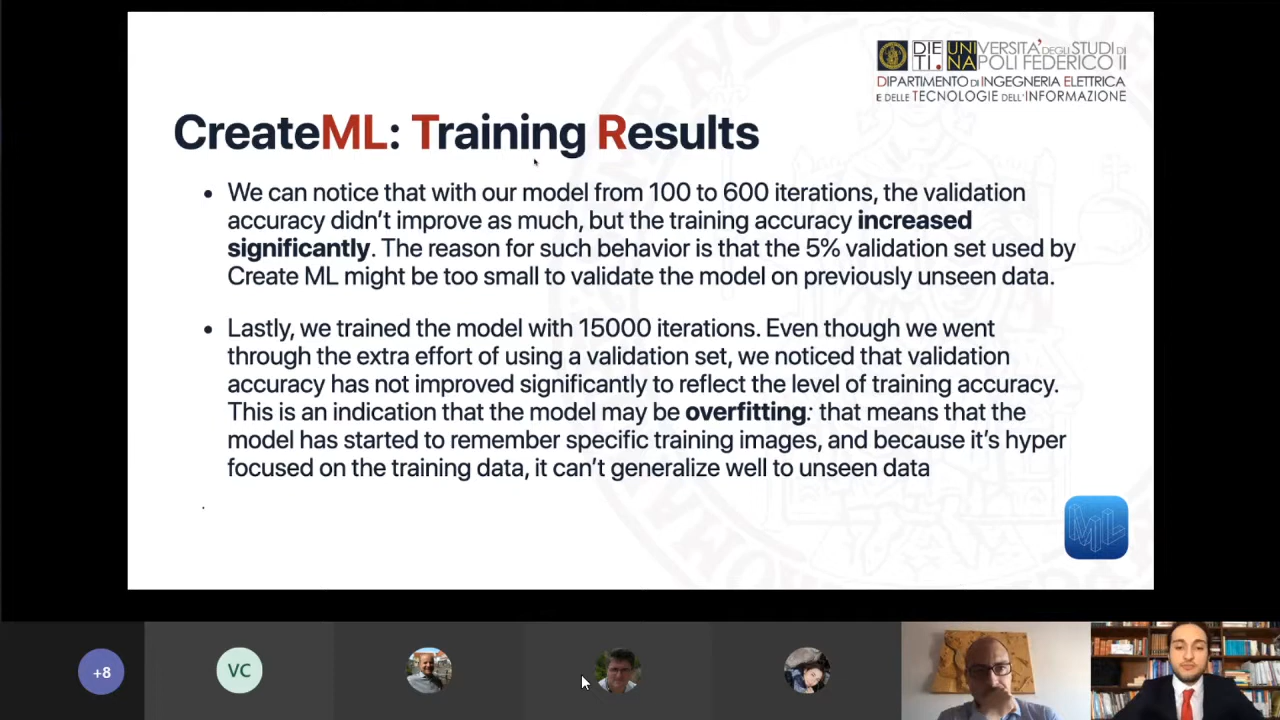 DIE
TI.
UNIVERSITA' DEGLI STUDI DI
NAPOLI FEDERICO II
DIPARTIMENTO DI INGEGNERIA ELETTRICA
E DELLE TECNOLOGIE DELL'INFORMAZIONE
CreateML: Training Results
• We can notice that with our model from 100 to 600 iterations, the validation
accuracy didn’t improve as much, but the training accuracy increased
significantly. The reason for such behavior is that the 5% validation set used by
Create ML might be too small to validate the model on previously unseen data.
• Lastly, we trained the model with 15000 iterations. Even though we went
through the extra effort of using a validation set, we noticed that validation
accuracy has not improved significantly to reflect the level of training accuracy.
This is an indication that the model may be overfitting: that means that the
model has started to remember specific training images, and because it’s hyper
focused on the training data, it can’t generalize well to unseen data
.
ML
+8
VC